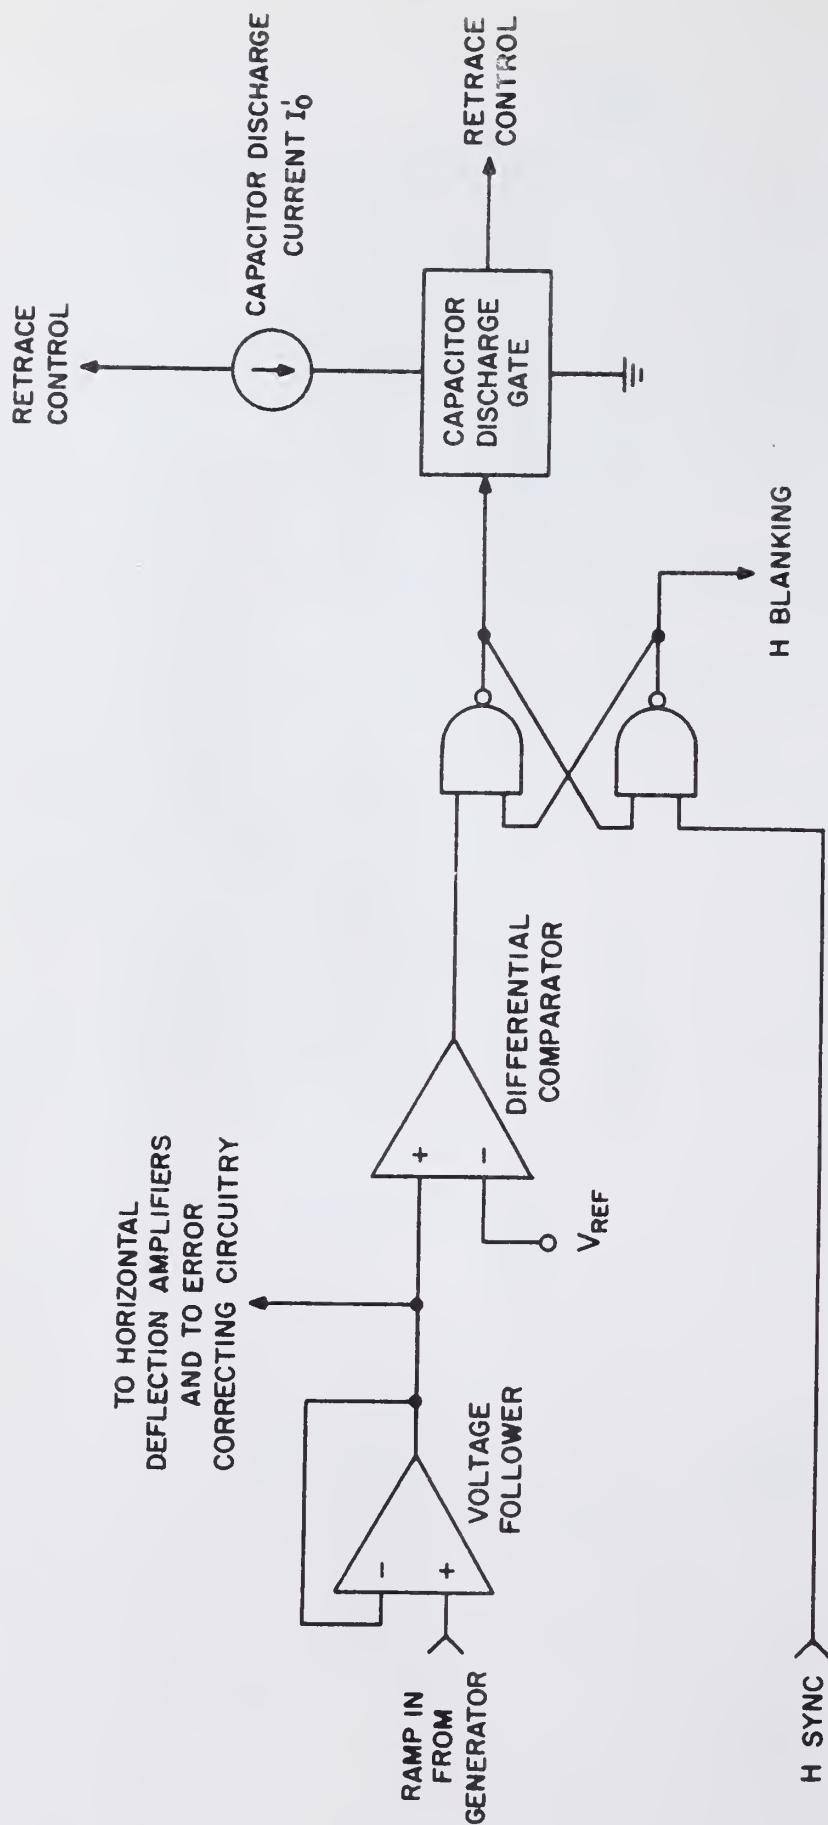 RETRACE
CONTROL
CAPACITOR DISCHARGE
CURRENT I'O
CAPACITOR
DISCHARGE
GATE
RETRACE
CONTROL
H BLANKING
TO HORIZONTAL
DEFLECTION AMPLIFIERS
AND TO ERROR
CORRECTING CIRCUITRY
+
-
DIFFERENTIAL
COMPARATOR
VREF
-
+
VOLTAGE
FOLLOWER
RAMP IN
FROM
GENERATOR
H SYNC